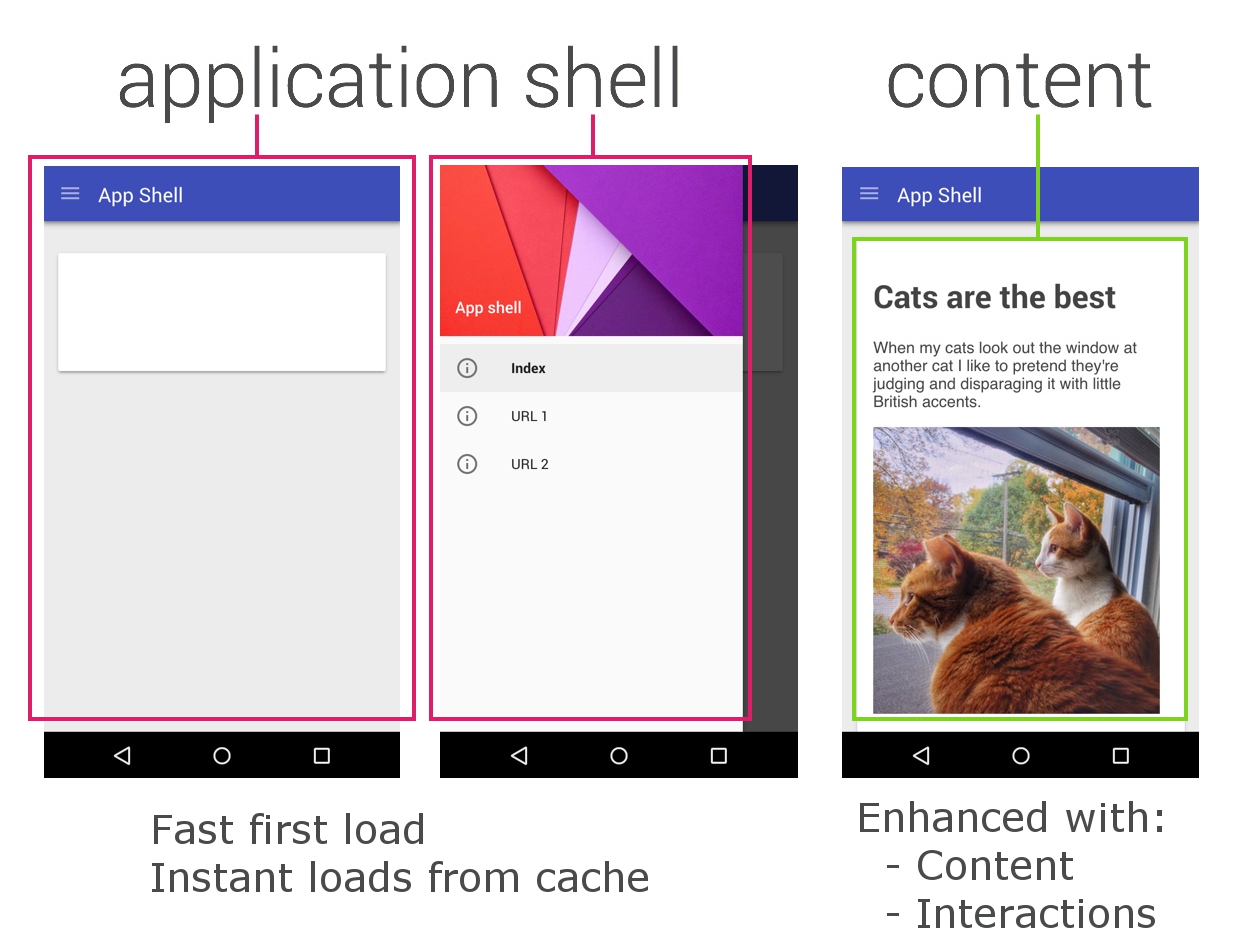 application shell
content
App Shell
App shell
Index
URL 1
URL 2
App Shell
Cats are the best
When my cats look out the window at
another cat I like to pretend they're
judging and disparaging it with little
British accents.
Fast first load
Instant loads from cache
Enhanced with:
- Content
- Interactions